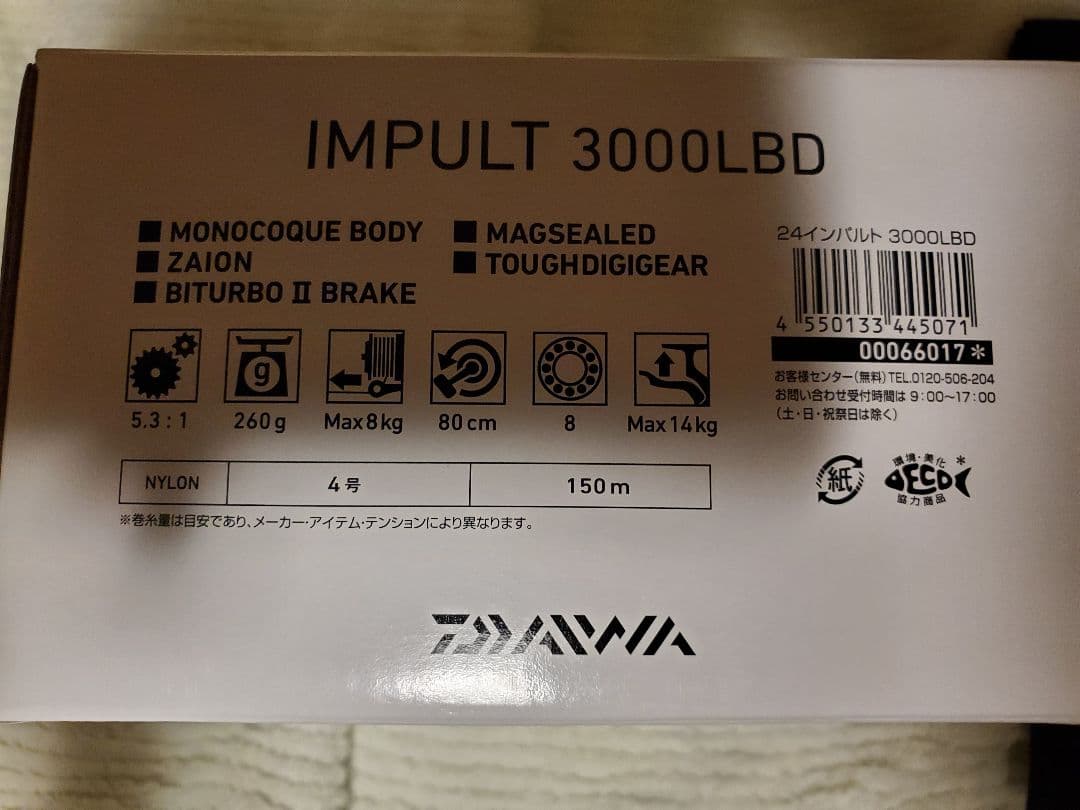 IMPULT 3000LBD
■ MONOCOQUE BODY
■ ZAION
■ BITURBO Ⅱ BRAKE
■ MAGSEALED
■ TOUGHDIGIGEAR
g
5.3:1
260g
Max8kg
80cm
8
Max14kg
NYLON 4号 150m
※巻糸量は目安であり、メーカー・アイテム・テンションにより異なります。
24インパルト 3000LBD
4 550133 445071
00066017*
お客様センター(無料)TEL.0120-506-204
お問い合わせ受付時間は 9:00〜17:00
(土・日・祝祭日は除く)
紙
環境・美化
ECO
*
協力商品
DAIWA